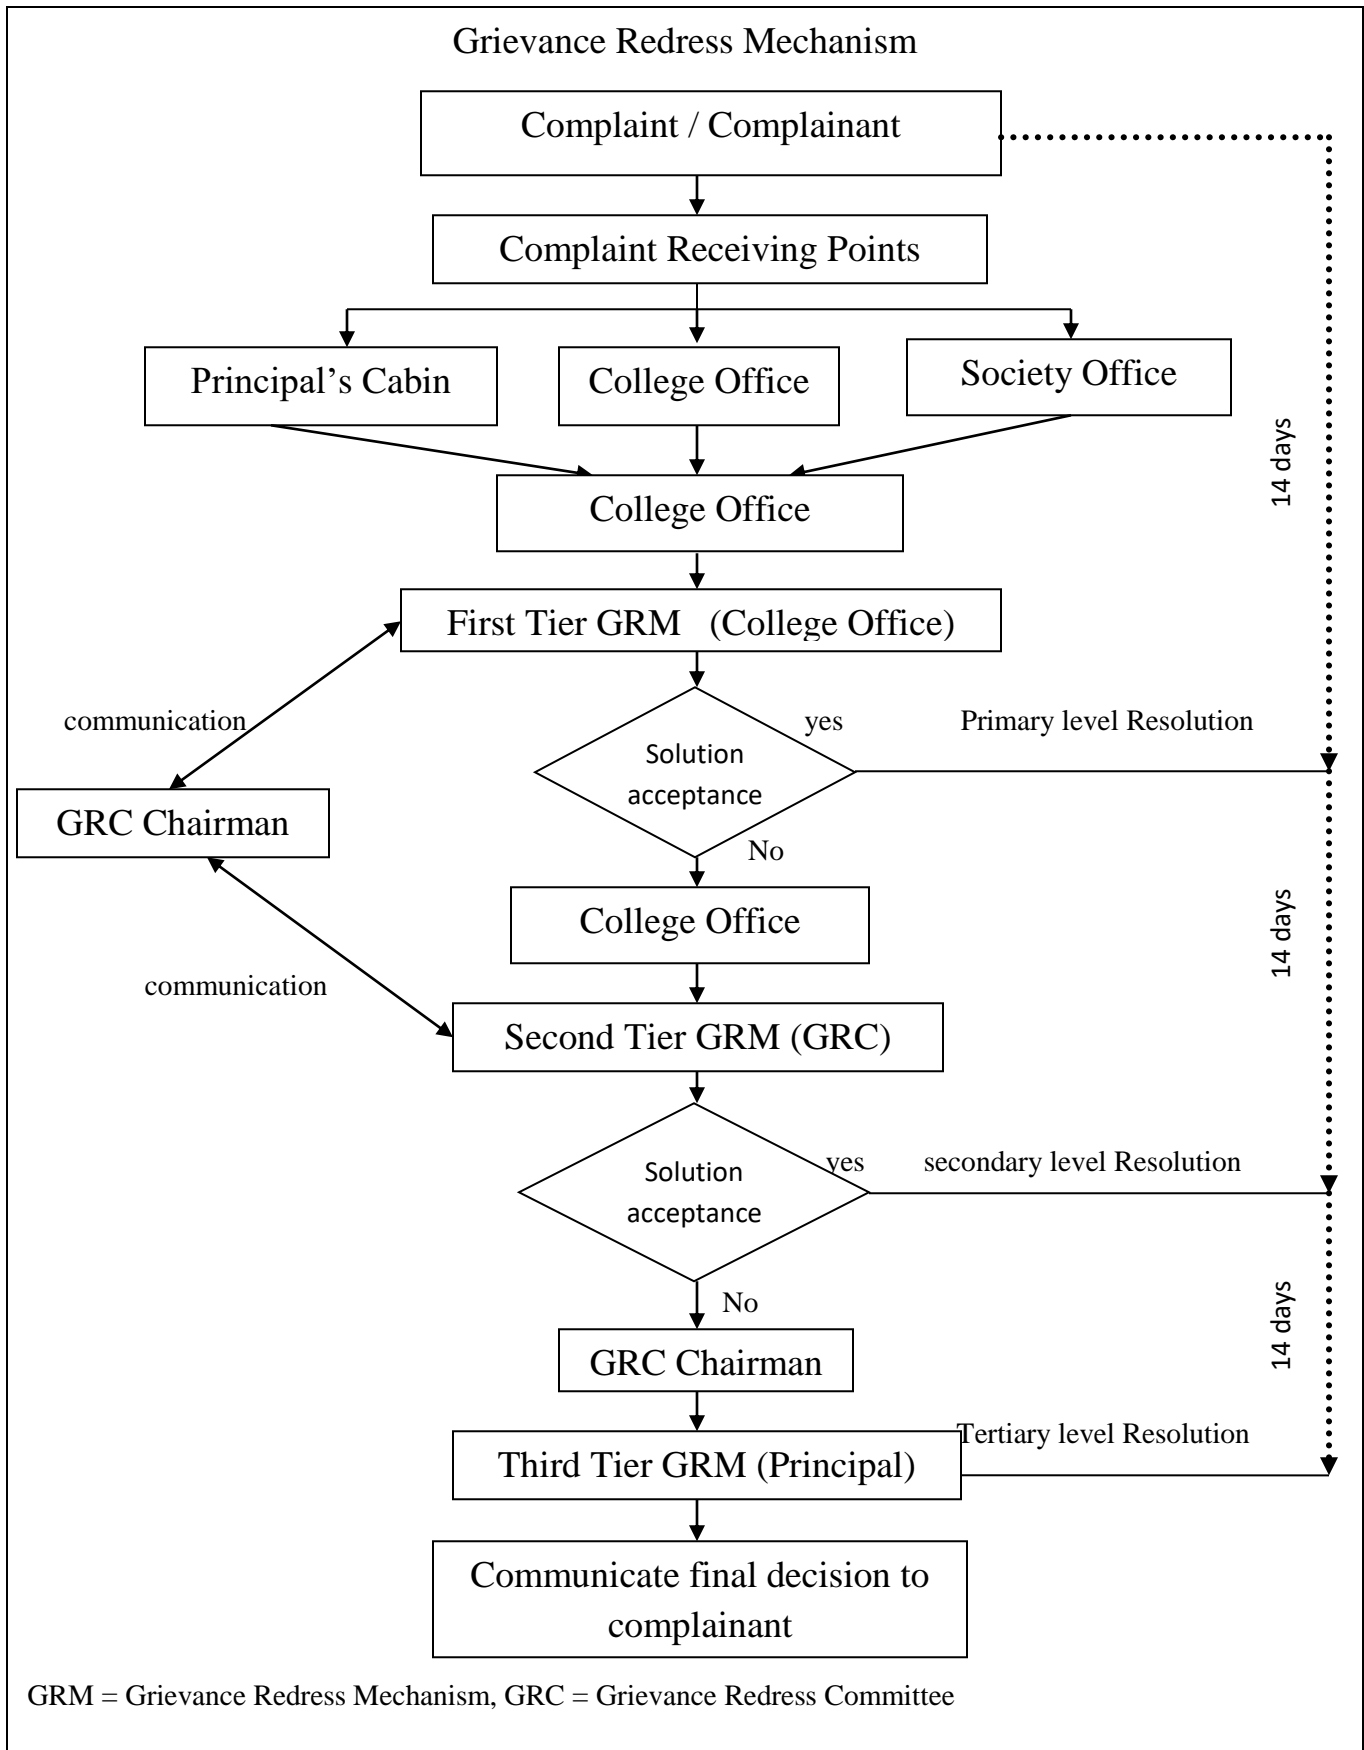 Grievance Redress Mechanism
Complaint / Complainant
Complaint Receiving Points
Principal’s Cabin
College Office
Society Office
14 days
College Office
First Tier GRM (College Office)
communication
yes
Primary level Resolution
Solution
acceptance
GRC Chairman
No
College Office
14 days
communication
Second Tier GRM (GRC)
yes
secondary level Resolution
Solution
acceptance
No
14 days
GRC Chairman
Tertiary level Resolution
Third Tier GRM (Principal)
Communicate final decision to
complainant
GRM = Grievance Redress Mechanism, GRC = Grievance Redress Committee